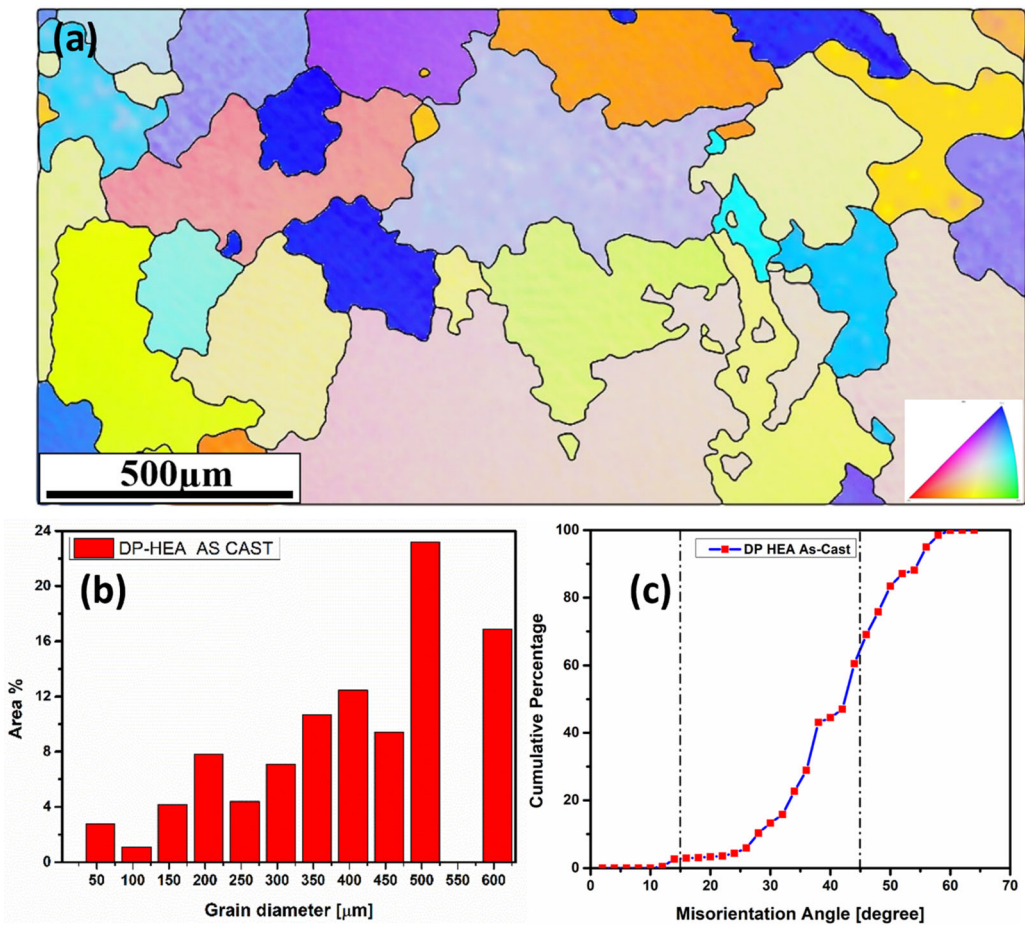 (a)
500µm
24
20
16
12
8
4
0
Area %
DP-HEA AS CAST
(b)
50 100 150 200 250 300 350 400 450 500 550 600
Grain diameter [µm]
100
80
60
40
20
0
Cumulative Percentage
DP HEA As-Cast
(c)
0 10 20 30 40 50 60 70
Misorientation Angle [degree]